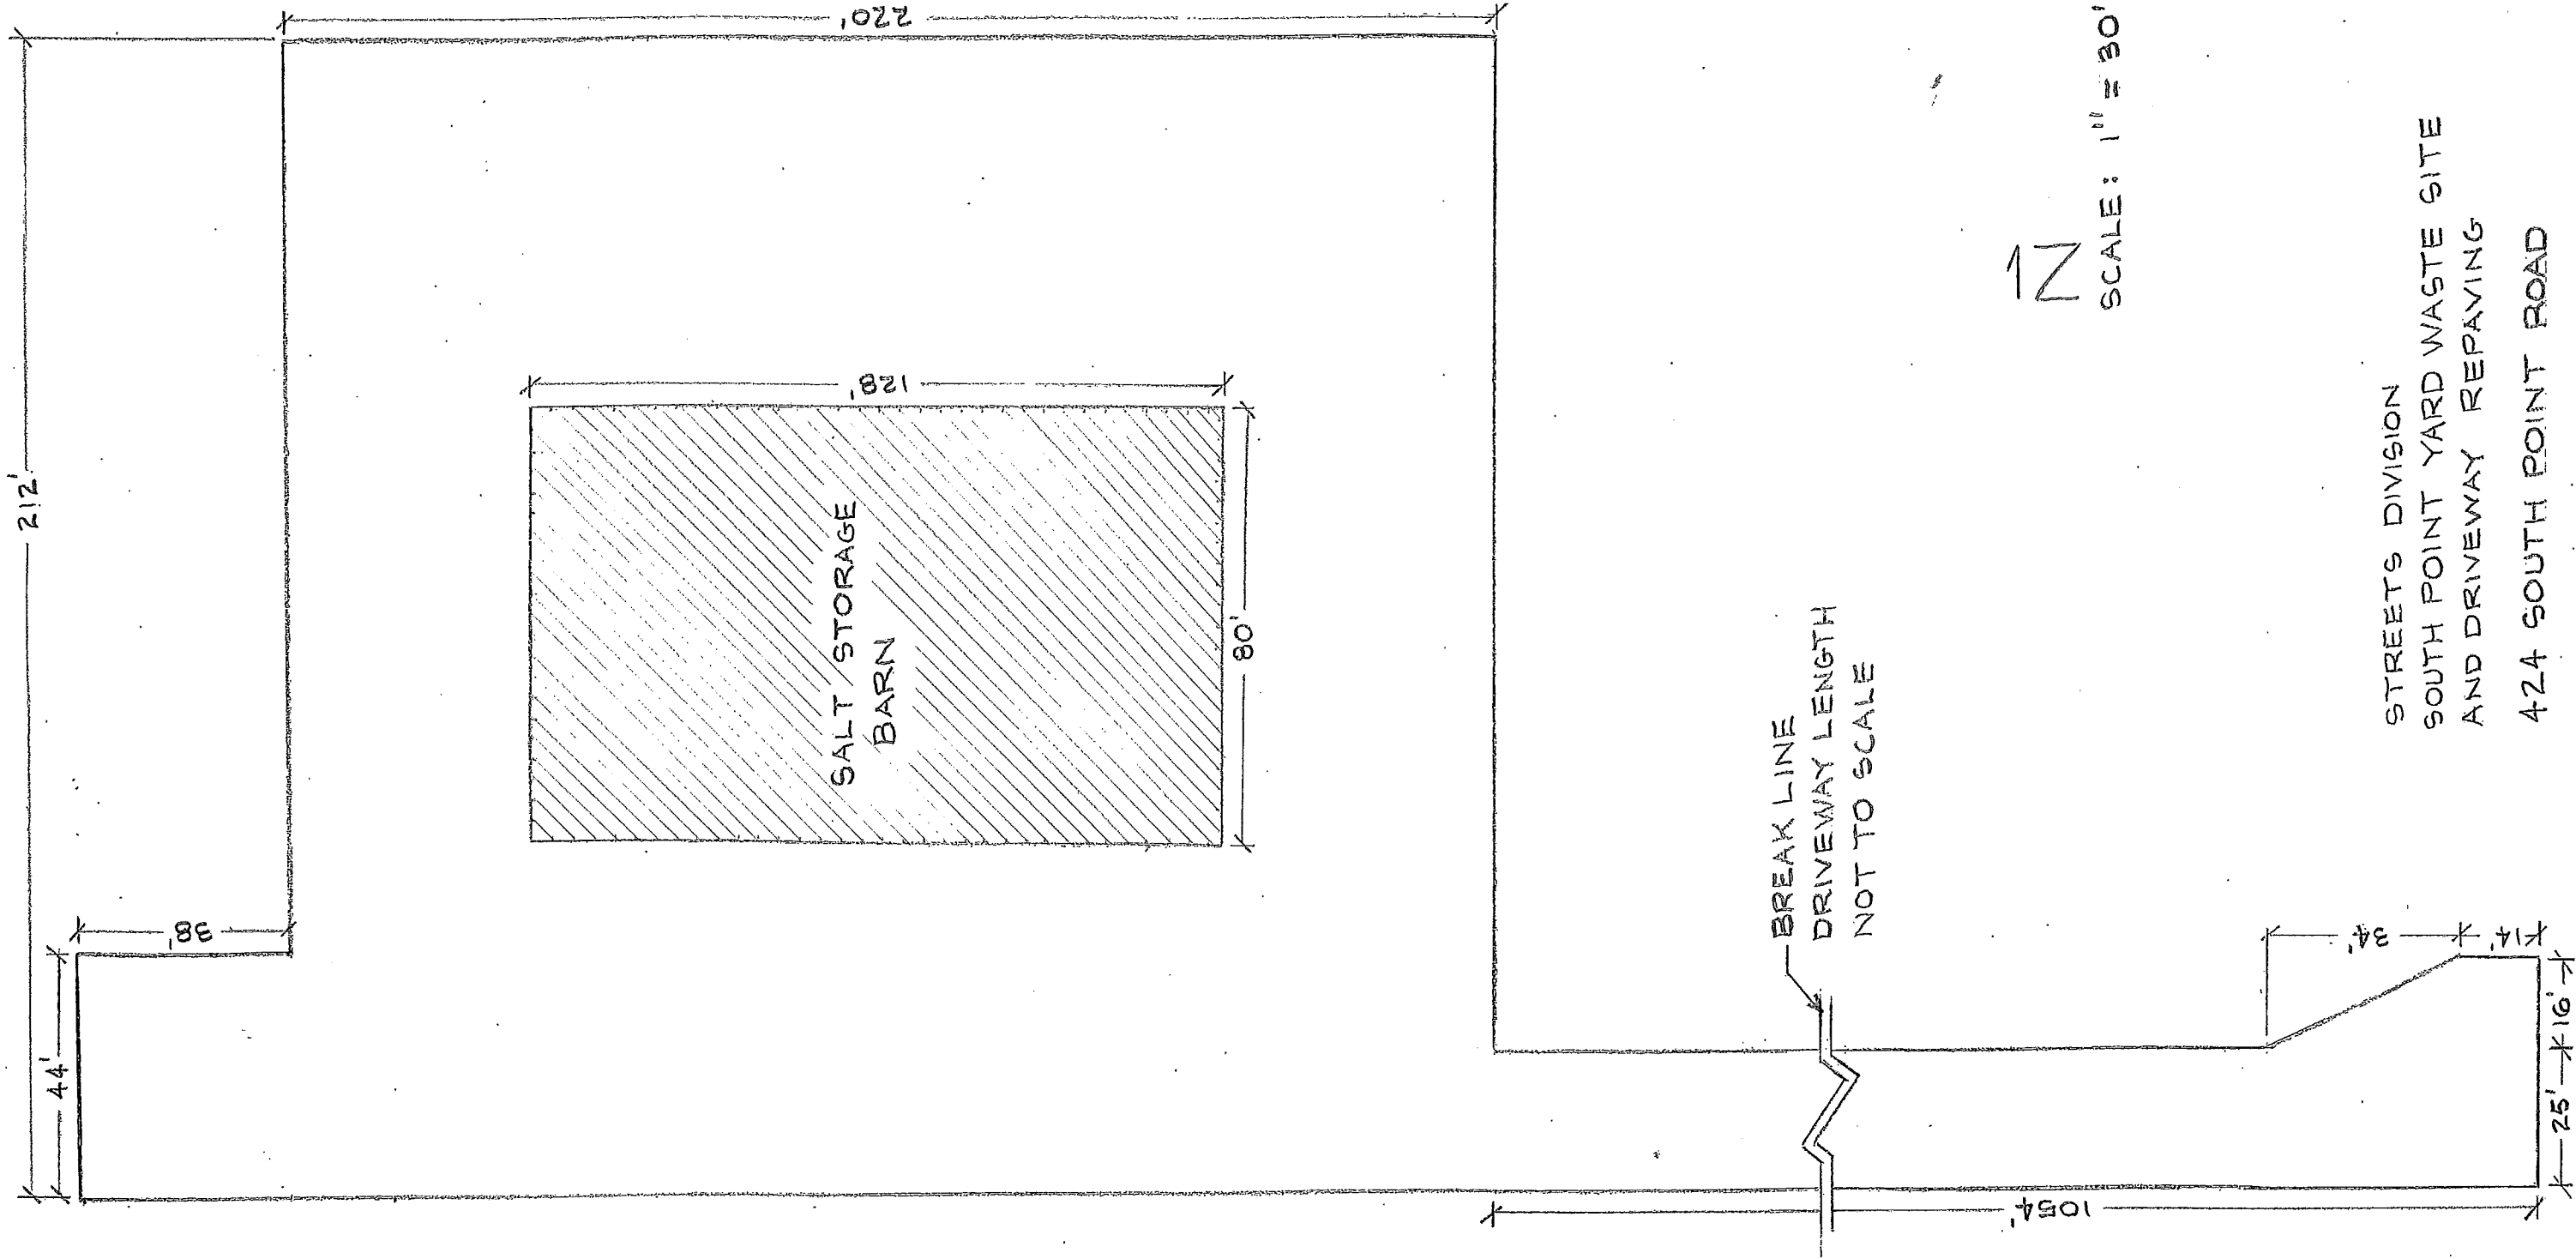 212'
220'
44'
38'
128'
SALT STORAGE
BARN
80'
BREAK LINE
DRIVEWAY LENGTH
NOT TO SCALE
1Z
SCALE: 1" = 30'
34'
14'
16'
25'
1054'
STREETS DIVISION
SOUTH POINT YARD WASTE SITE
AND DRIVEWAY REPAVING
424 SOUTH POINT ROAD